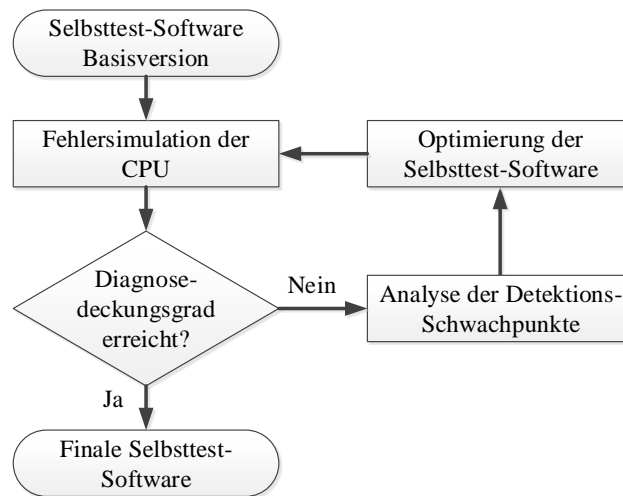 Selbsttest-Software
Basisversion
Fehlersimulation der
CPU
Optimierung der
Selbsttest-Software
Diagnose-
deckungsgrad
erreicht?
Nein
Analyse der Detektions-
Schwachpunkte
Ja
Finale Selbsttest-
Software